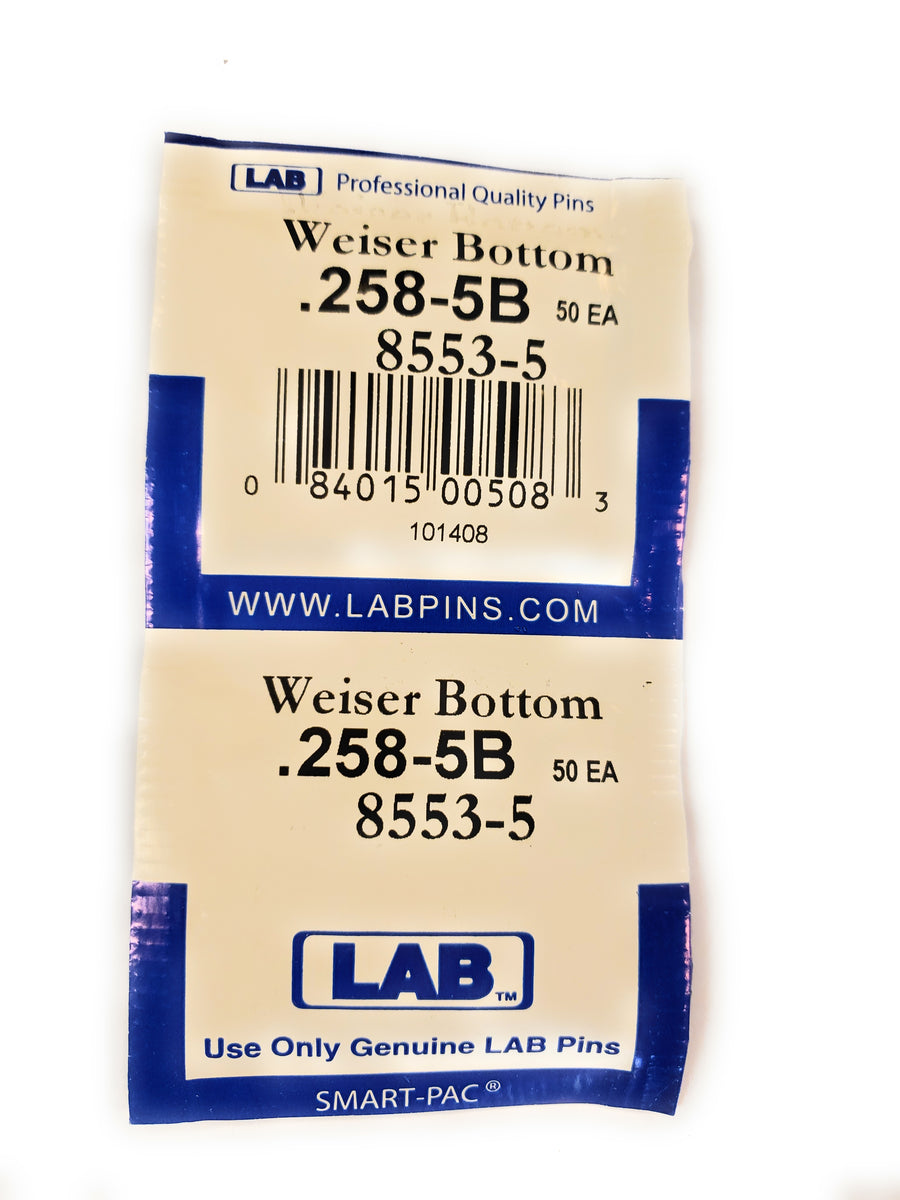 LAB Professional Quality Pins
Weiser Bottom
.258-5B 50 EA
8553-5
0 84015 00508 3
101408
WWW.LABPINS.COM
Weiser Bottom
.258-5B 50 EA
8553-5
LAB™
Use Only Genuine LAB Pins
SMART-PAC®